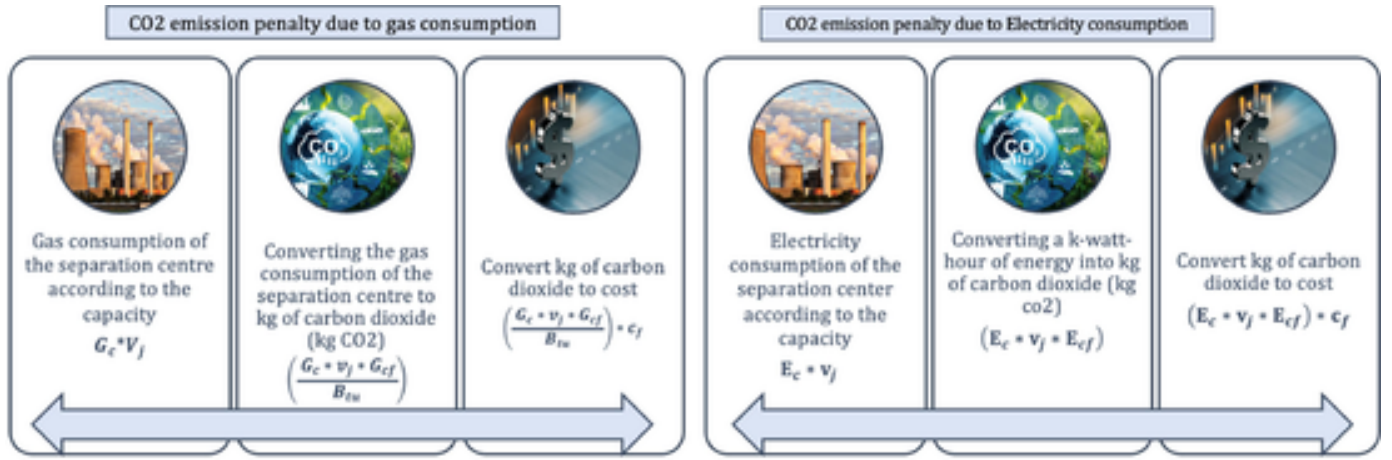 CO2 emission penalty due to gas consumption
CO2 emission penalty due to Electricity consumption
CO
Gas consumption of
the separation centre
according to the
capacity
G_c*V_j
Converting the gas
consumption of the
separation centre to
kg of carbon dioxide
(kg CO2)
(G_c * v_j * G_cf / B_tu)
$
Convert kg of carbon
dioxide to cost
(G_c * v_j * G_cf / B_tu) * c_f
Electricity
consumption of the
separation center
according to the
capacity
E_c * v_j
CO
Converting a k-watt-
hour of energy into kg
of carbon dioxide (kg
co2)
(E_c * v_j * E_cf)
$
Convert kg of carbon
dioxide to cost
(E_c * v_j * E_cf) * c_f